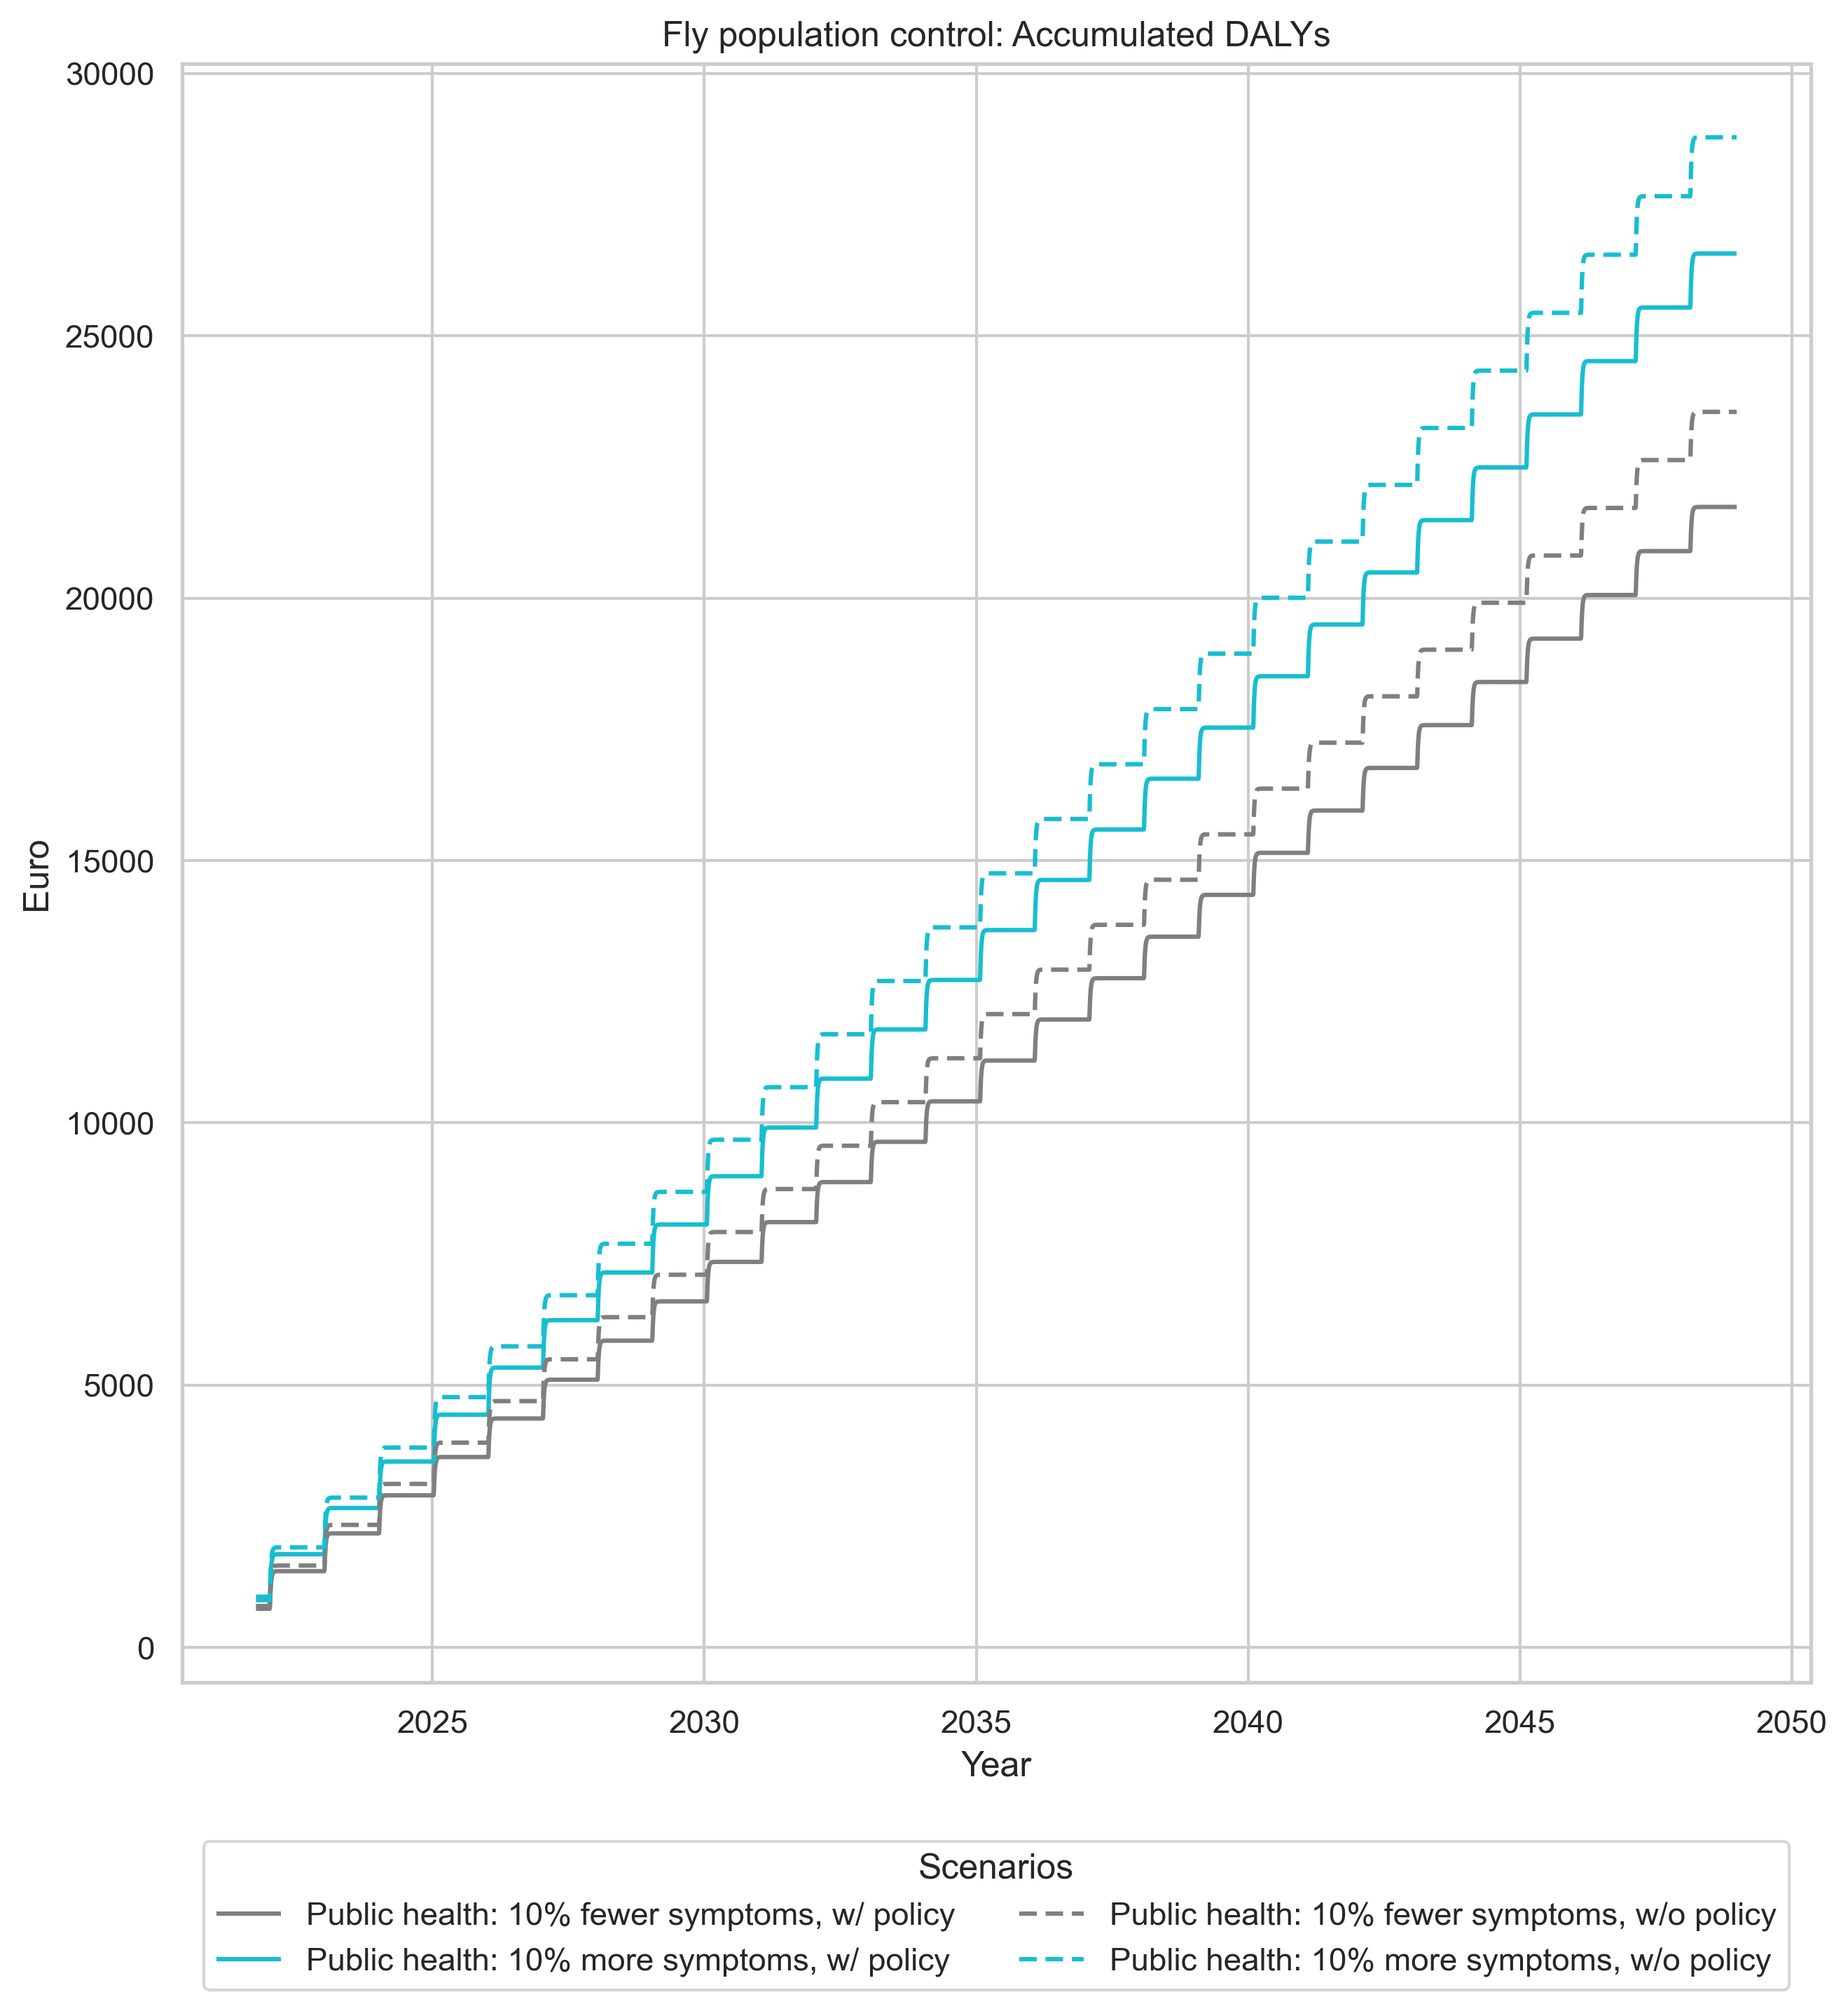 Fly population control: Accumulated DALYs
30000
25000
20000
15000
10000
5000
0
Euro
2025 2030 2035 2040 2045 2050
Year
Scenarios
Public health: 10% fewer symptoms, w/ policy Public health: 10% fewer symptoms, w/o policy
Public health: 10% more symptoms, w/ policy Public health: 10% more symptoms, w/o policy